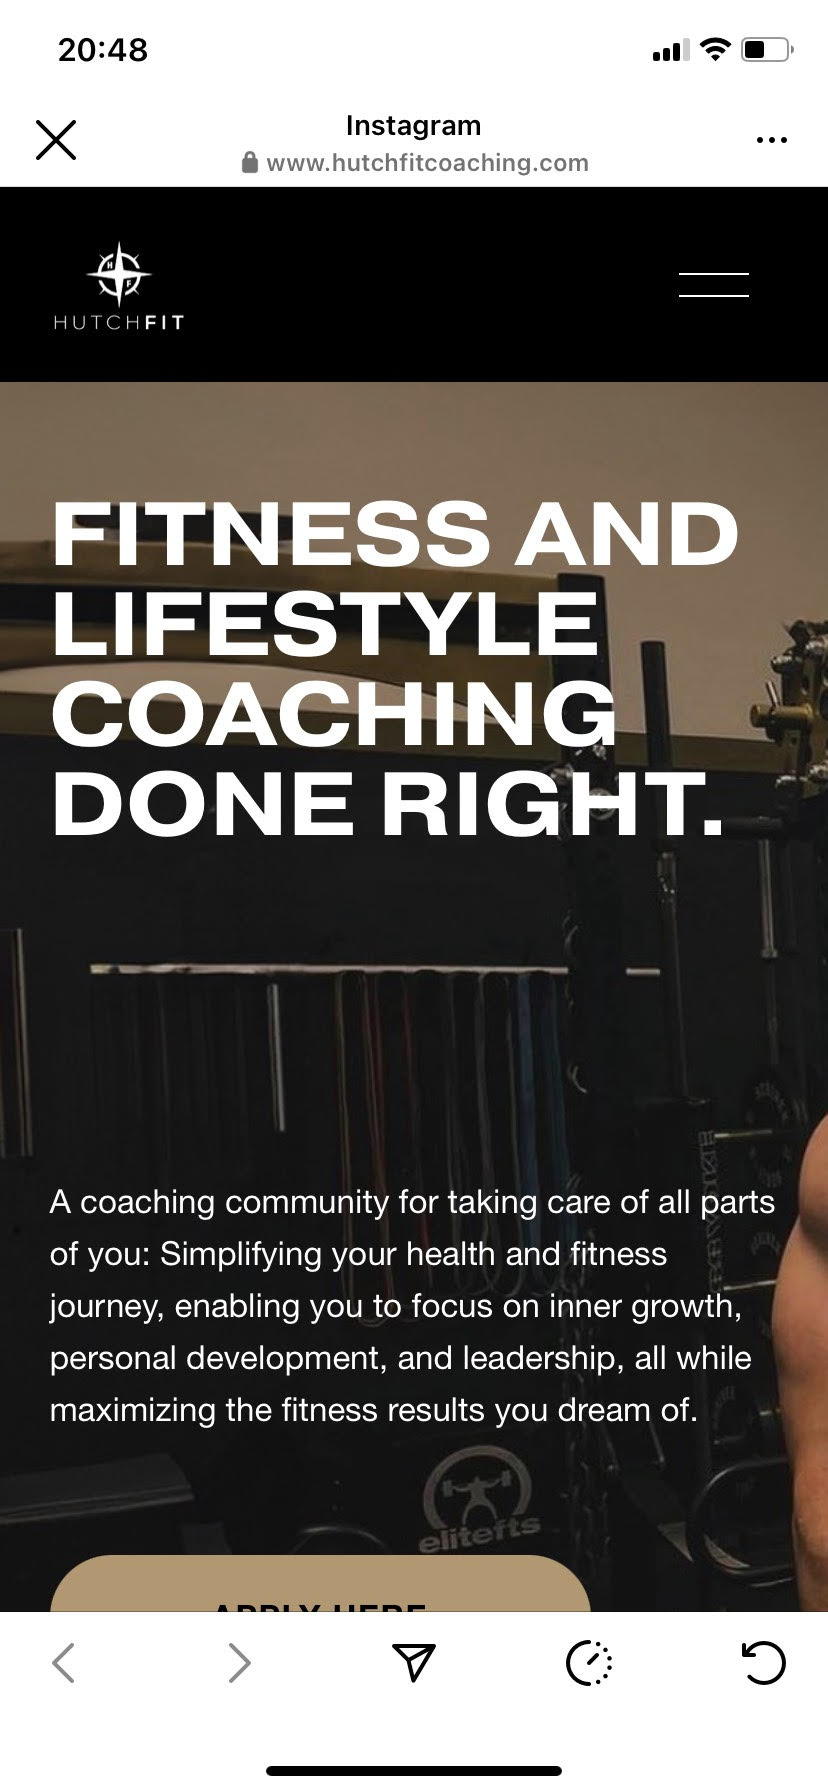 20:48
Instagram
www.hutchfitcoaching.com
H
F
HUTCHFIT
FITNESS AND
LIFESTYLE
COACHING
DONE RIGHT.
A coaching community for taking care of all parts
of you: Simplifying your health and fitness
journey, enabling you to focus on inner growth,
personal development, and leadership, all while
maximizing the fitness results you dream of.
elitefts
APPLY HERE